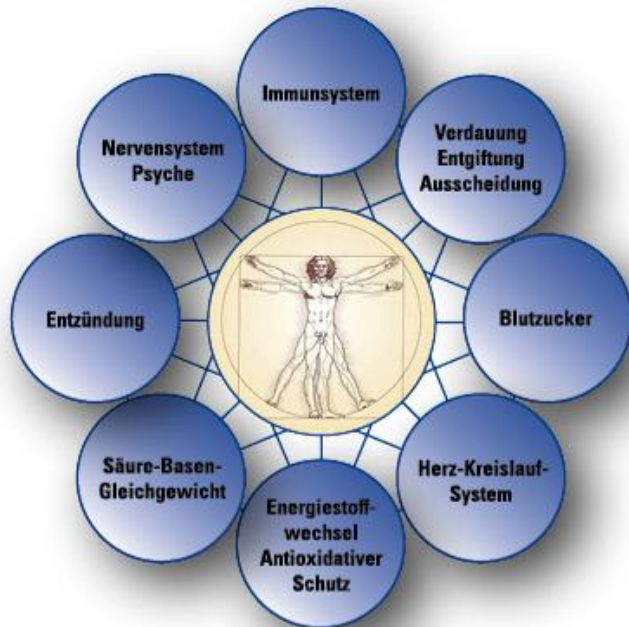 Immunsystem
Verdauung
Entgiftung
Ausscheidung
Blutzucker
Herz-Kreislauf-
System
Energiestoff-
wechsel
Antioxidativer
Schutz
Säure-Basen-
Gleichgewicht
Entzündung
Nervensystem
Psyche